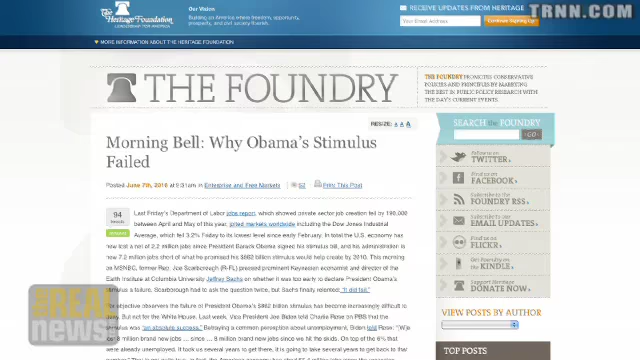 The Heritage Foundation
LEADERSHIP FOR AMERICA
Our Vision
Building an America where freedom, opportunity,
prosperity, and civil society flourish.
RECEIVE UPDATES FROM HERITAGE
Enter Your Email Address
Continue Signing Up
TRNN.COM
MORE INFORMATION ABOUT THE HERITAGE FOUNDATION
THE FOUNDRY
THE FOUNDRY PROMOTES CONSERVATIVE
POLICIES AND PRINCIPLES BY MARRYING
THE BEST IN PUBLIC POLICY RESEARCH WITH
THE DAY'S CURRENT EVENTS.
RESIZE: A A A
SEARCH the FOUNDRY
GO
Morning Bell: Why Obama's Stimulus
Failed
Posted June 7th, 2010 at 9:31am in Enterprise and Free Markets 52 Print This Post
94
tweets
retweet
Last Friday's Department of Labor jobs report, which showed private sector job creation fell by 190,000
between April and May of this year, jolted markets worldwide including the Dow Jones Industrial
Average, which fell 3.2% Friday to its lowest level since early February. In total the U.S. economy has
now lost a net of 2.2 million jobs since President Barack Obama signed his stimulus bill, and his administration is
now 7.2 million jobs short of what he promised his $862 billion stimulus would help create by 2010. This morning
on MSNBC, former Rep. Joe Scarborough (R-FL) pressed prominent Keynesian economist and director of the
Earth Institute at Columbia University Jeffrey Sachs on whether it was too early to declare President Obama's
stimulus a failure. Scarborough had to ask the question twice, but Sachs finally relented: "It did fail."
objective observers the failure of President Obama's $862 billion stimulus has become increasingly difficult to
But not for the White House. Last week, Vice President Joe Biden told Charlie Rose on PBS that the
was "an absolute success." Betraying a common perception about unemployment, Biden told Rose: "[W]e
8 million brand new jobs ... since ... 8 million brand new jobs since we hit the skids. On top of the 6% that
were already unemployed. It took us several years to get there. It is going to take several years to get back to that
Follow us on
TWITTER
Find us on
FACEBOOK
Subscribe to our
FOUNDRY RSS
Subscribe to our
EMAIL UPDATES
Find us on
FLICKR
Get Foundry on
the KINDLE
Support Heritage
DONATE NOW
VIEW POSTS BY AUTHOR
TOP POSTS
THE REAL
news